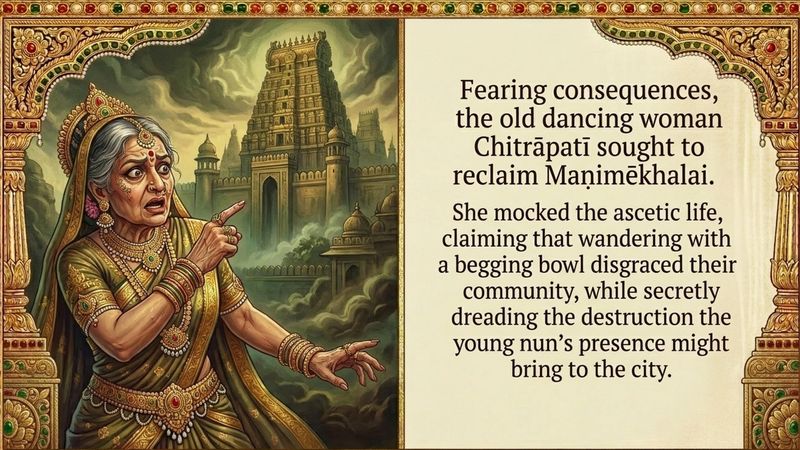 Fearing consequences,
the old dancing woman
Chitrāpatī sought to
reclaim Maṇimēkhalai.
She mocked the ascetic life,
claiming that wandering with
a begging bowl disgraced their
community, while secretly
dreading the destruction the
young nun’s presence might
bring to the city.